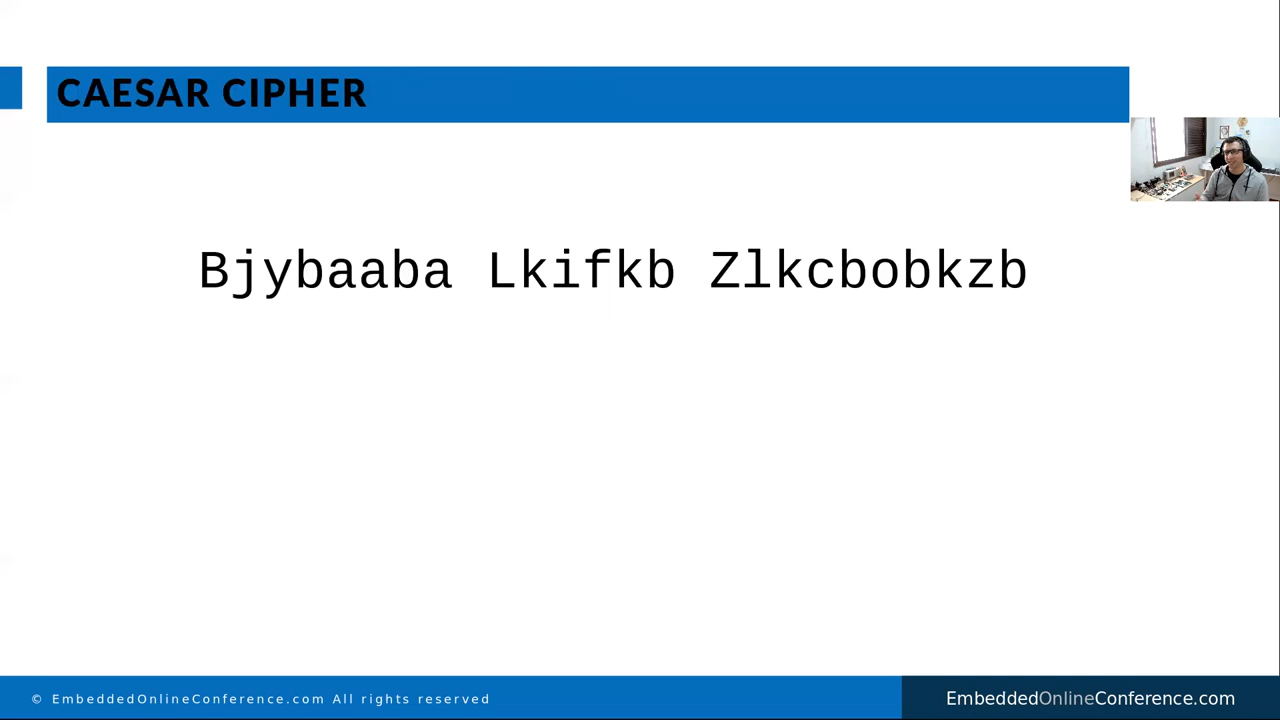 CAESAR CIPHER
Bjybaaba Lkifkb Zlkcbobkzb
© EmbeddedOnlineConference.com All rights reserved
EmbeddedOnlineConference.com